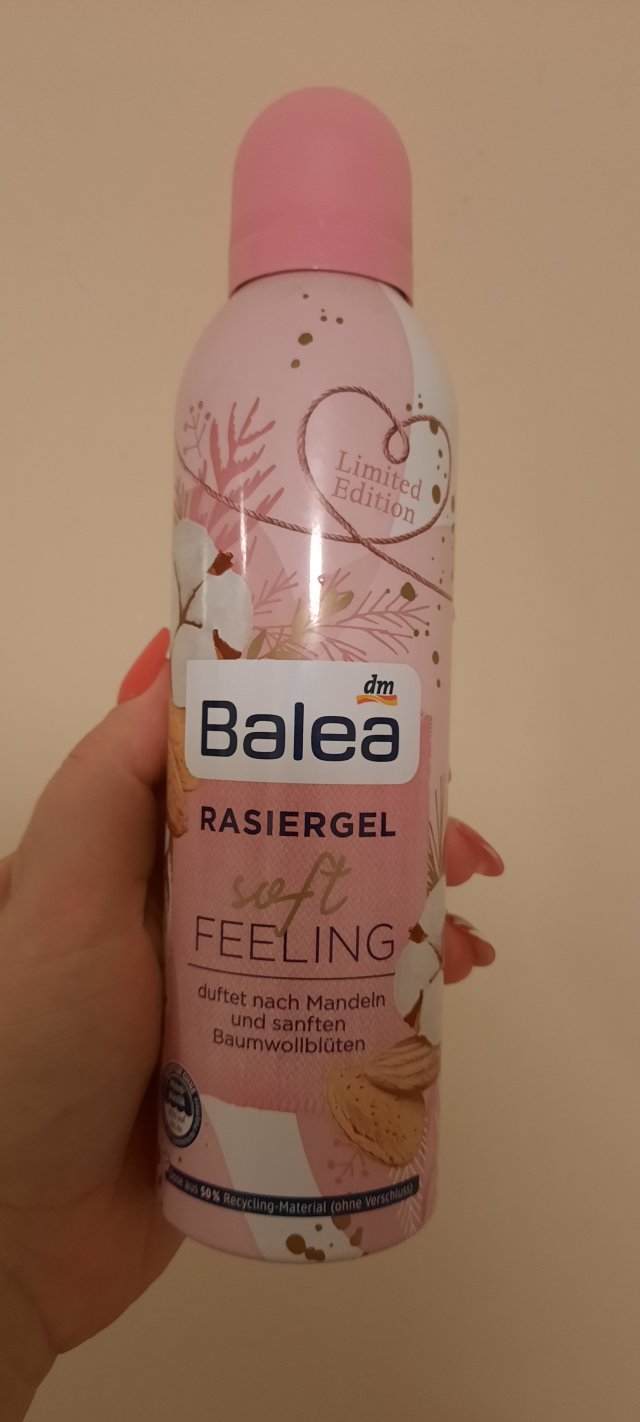 Limited
Edition
dm
Balea
RASIERGEL
soft
FEELING
duftet nach Mandeln
und sanften
Baumwollblüten
Dose aus 50% Recycling-Material (ohne Verschluss)